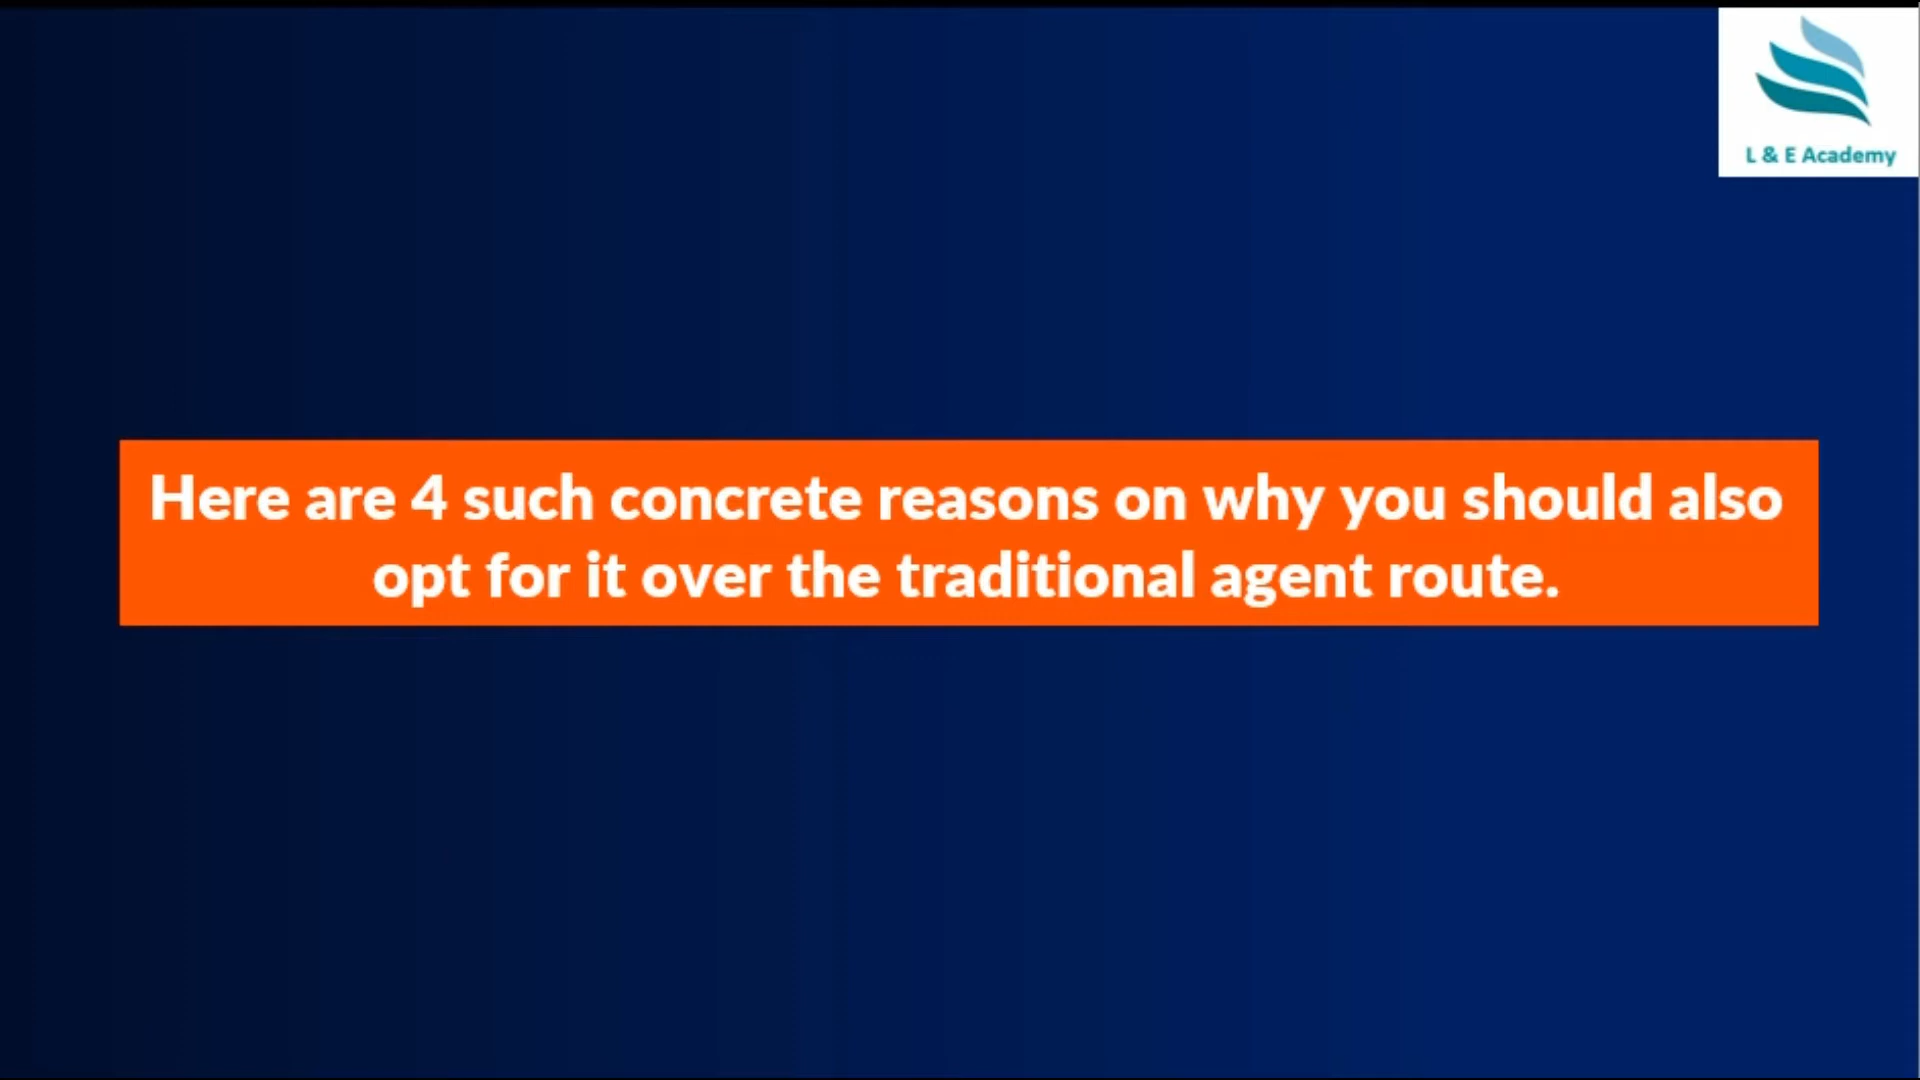 L & E Academy
Here are 4 such concrete reasons on why you should also
opt for it over the traditional agent route.